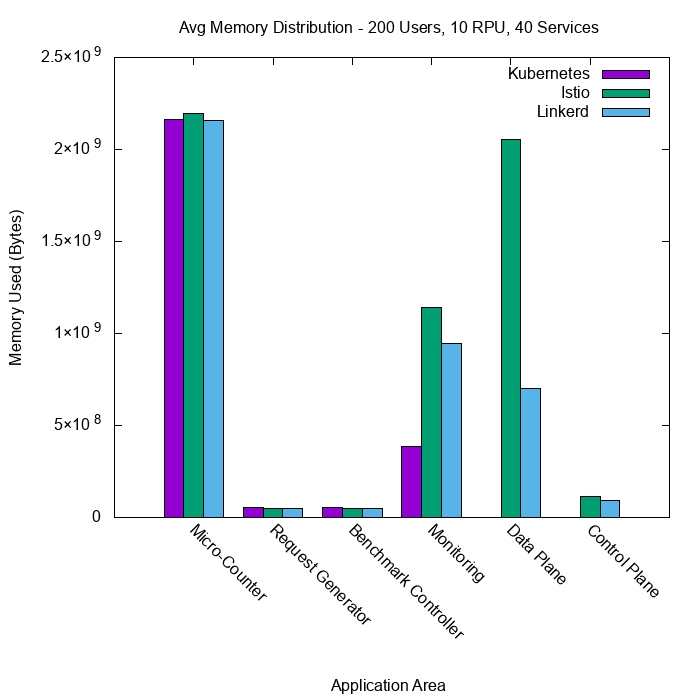 Avg Memory Distribution - 200 Users, 10 RPU, 40 Services
Kubernetes
Istio
Linkerd
2.5×10⁹
2×10⁹
1.5×10⁹
1×10⁹
5×10⁸
0
Memory Used (Bytes)
Micro-Counter
Request Generator
Benchmark Controller
Monitoring
Data Plane
Control Plane
Application Area